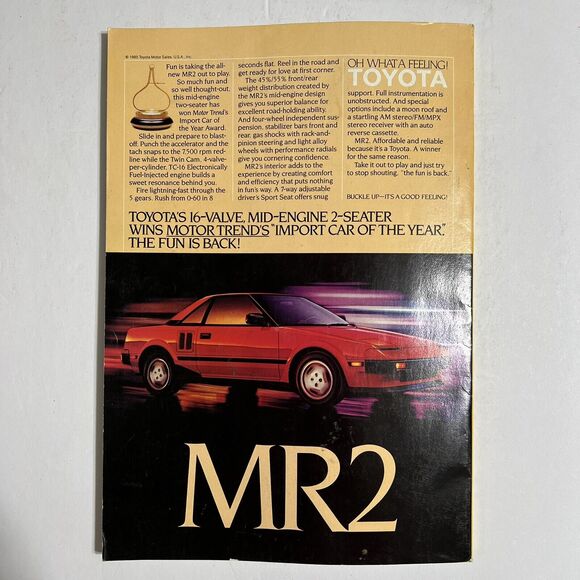 © 1985 Toyota Motor Sales, U.S.A., Inc.
Fun is taking the all-
new MR2 out to play.
So much fun and
so well thought-out,
this mid-engine
two-seater has
won Motor Trend's
Import Car of
the Year Award.
Slide in and prepare to blast-
off. Punch the accelerator and the
tach snaps to the 7,500 rpm red-
line while the Twin Cam, 4-valve-
per-cylinder, TC-16 Electronically
Fuel-Injected engine builds a
sweet resonance behind you.
Fire lightning-fast through the
5 gears. Rush from 0-60 in 8
seconds flat. Reel in the road and
get ready for love at first corner.
The 45%/55% front/rear
weight distribution created by
the MR2's mid-engine design
gives you superior balance for
excellent road-holding ability.
And four-wheel independent sus-
pension, stabilizer bars front and
rear, gas shocks with rack-and-
pinion steering and light alloy
wheels with performance radials
give you cornering confidence.
MR2's interior adds to the
experience by creating comfort
and efficiency that puts nothing
in fun's way. A 7-way adjustable
driver's Sport Seat offers snug
OH WHAT A FEELING!
TOYOTA
support. Full instrumentation is
unobstructed. And special
options include a moon roof and
a startling AM stereo/FM/MPX
stereo receiver with an auto
reverse cassette.
MR2. Affordable and reliable
because it's a Toyota. A winner
for the same reason.
Take it out to play and just try
to stop shouting, "the fun is back."
BUCKLE UP—IT'S A GOOD FEELING!
TOYOTA'S 16-VALVE, MID-ENGINE 2-SEATER
WINS MOTOR TREND'S "IMPORT CAR OF THE YEAR."
THE FUN IS BACK!
MR2